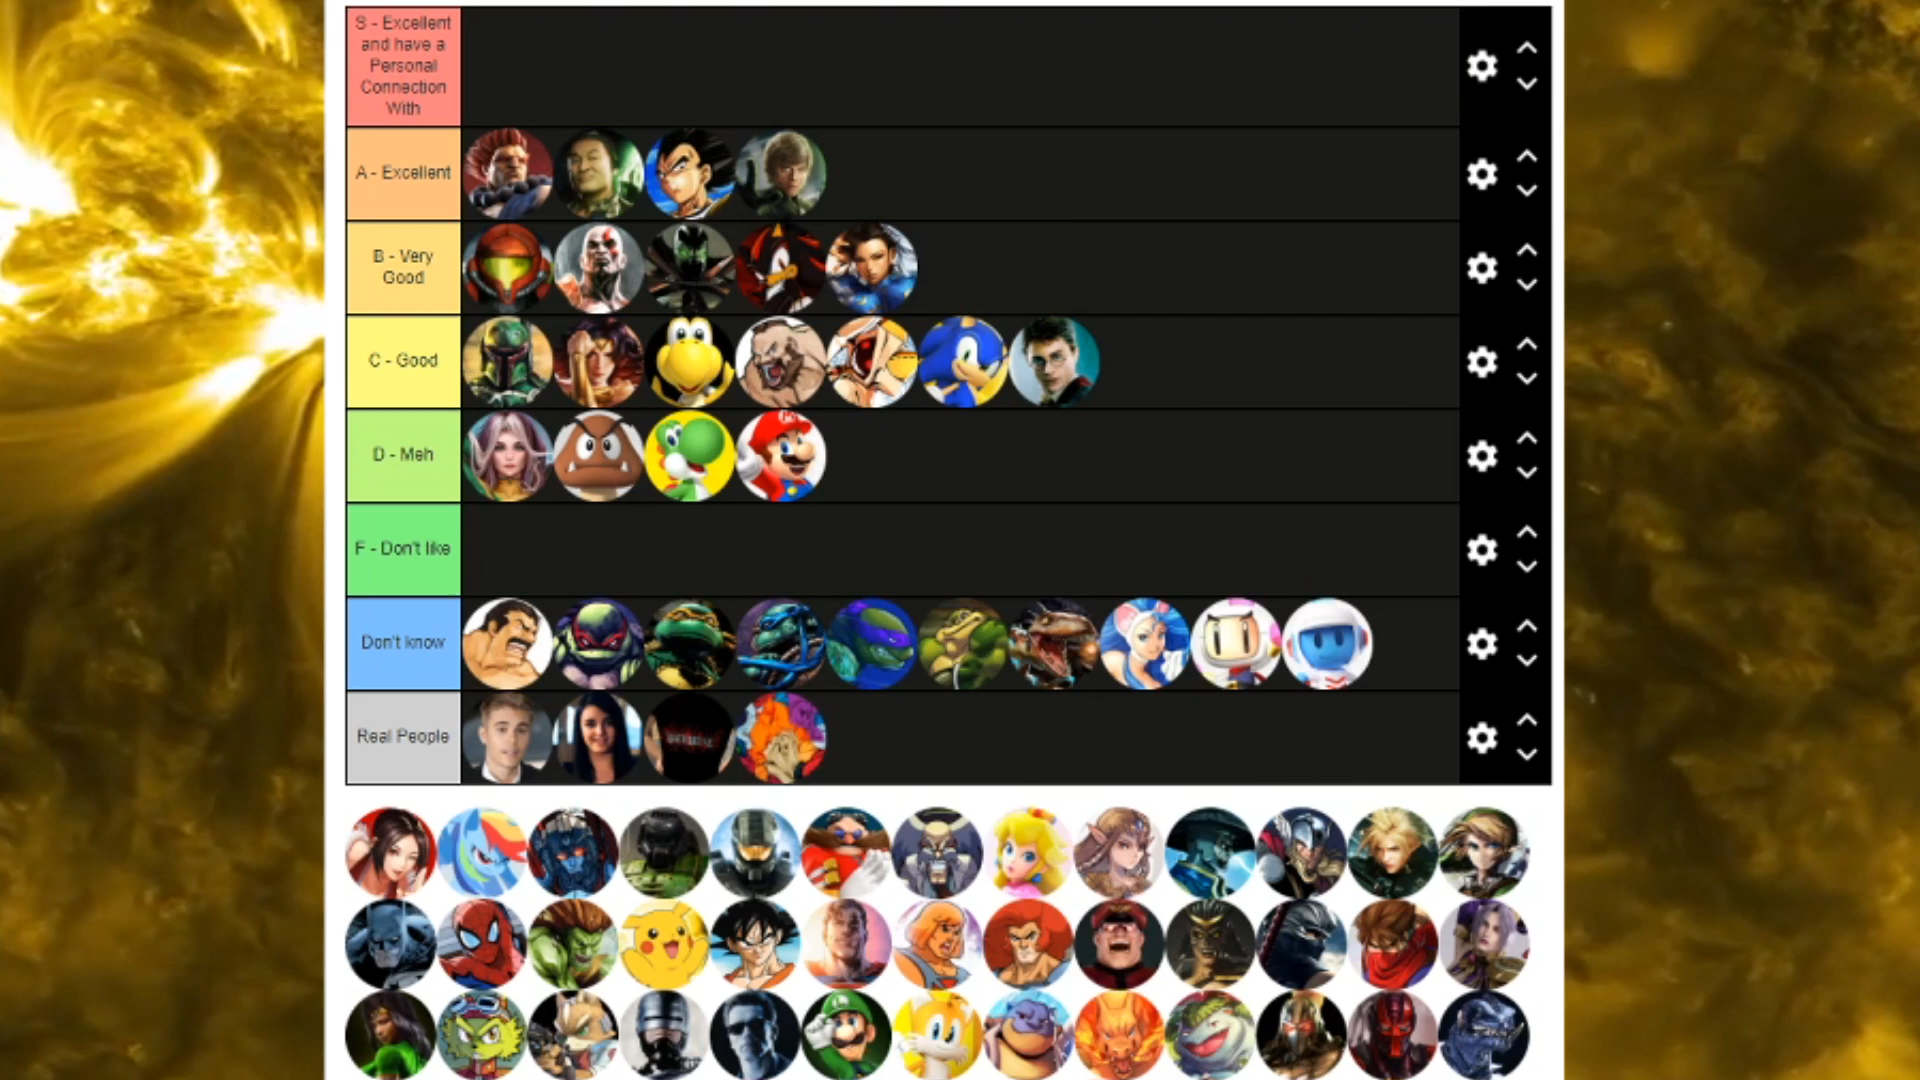 S - Excellent
and have a
Personal
Connection
With
A - Excellent
B - Very
Good
C - Good
D - Meh
F - Don't like
Don't know
Real People